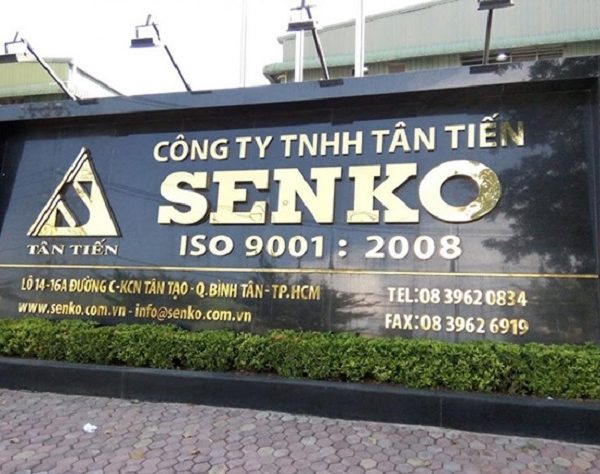 CÔNG TY TNHH TÂN TIẾN
SENKO
ISO 9001 : 2008
TÂN TIẾN
LÔ 14-16A ĐƯỜNG C-KCN TÂN TẠO - Q.BÌNH TÂN - TP.HCM
www.senko.com.vn - info@senko.com.vn
TEL:08 3962 0834
FAX:08 3962 6919